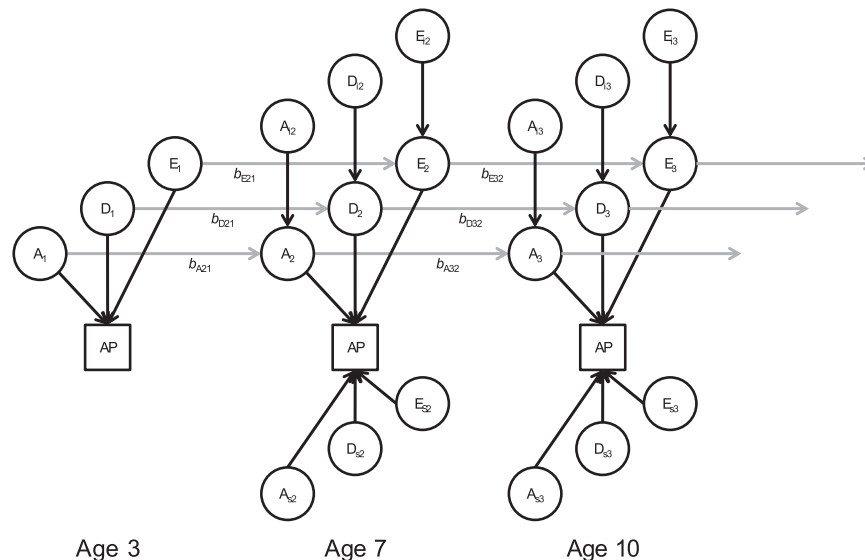 E_i2 E_i3
D_i2 D_i3
A_i2 A_i3
E_1 b_E21 E_2 b_E32 E_3
D_1 b_D21 D_2 b_D32 D_3
A_1 b_A21 A_2 b_A32 A_3
AP AP AP
E_S2 E_s3
D_s2 D_s3
A_s2 A_s3
Age 3 Age 7 Age 10